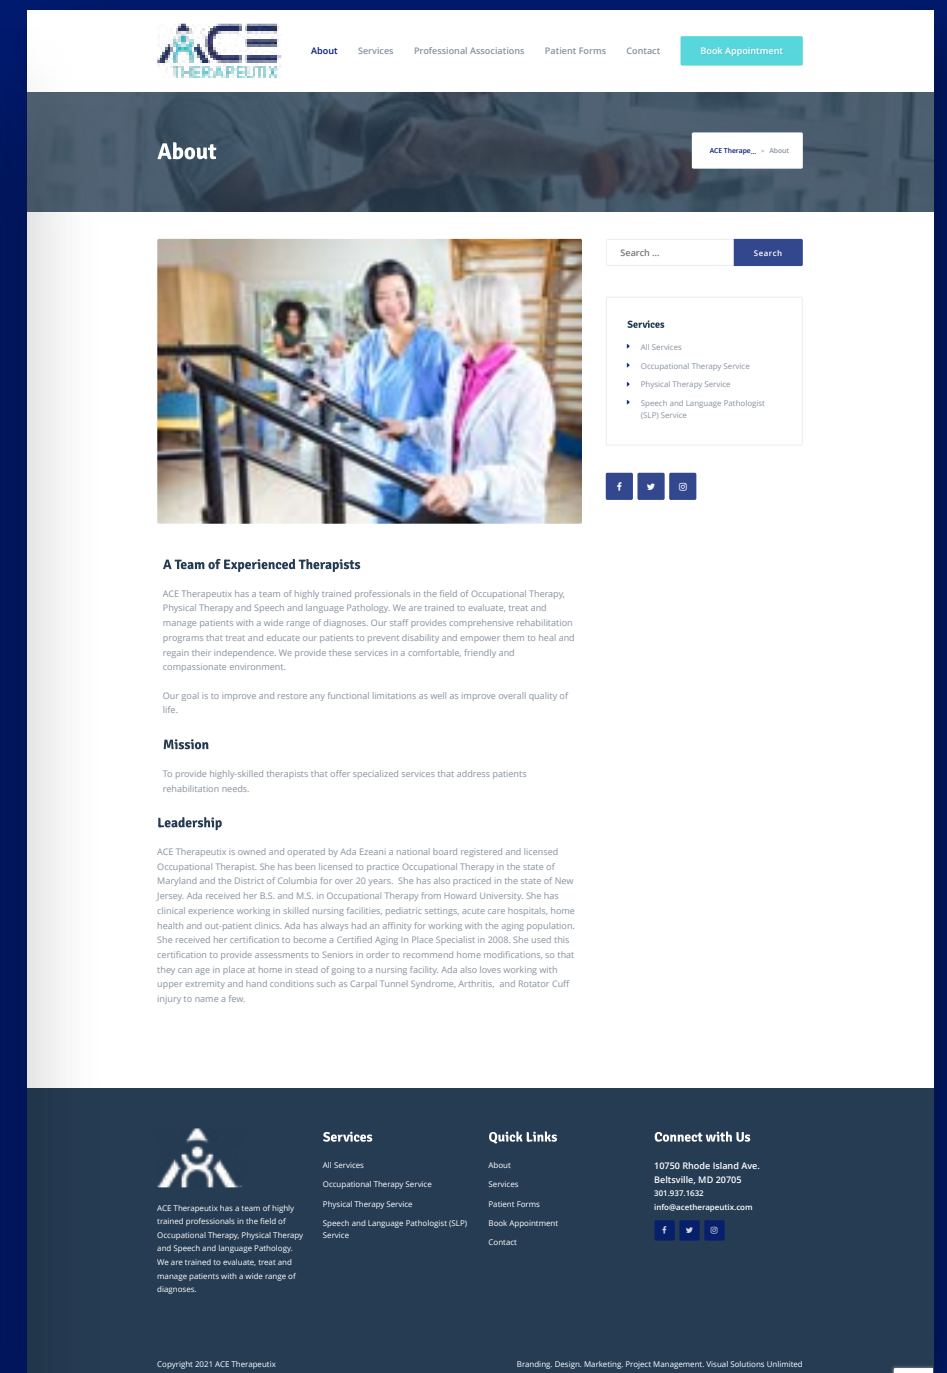 ACE
THERAPEUTIX
About Services Professional Associations Patient Forms Contact Book Appointment
About
ACE Therape... » About
Search ... Search
Services
All Services
Occupational Therapy Service
Physical Therapy Service
Speech and Language Pathologist
(SLP) Service
A Team of Experienced Therapists
ACE Therapeutix has a team of highly trained professionals in the field of Occupational Therapy,
Physical Therapy and Speech and language Pathology. We are trained to evaluate, treat and
manage patients with a wide range of diagnoses. Our staff provides comprehensive rehabilitation
programs that treat and educate our patients to prevent disability and empower them to heal and
regain their independence. We provide these services in a comfortable, friendly and
compassionate environment.
Our goal is to improve and restore any functional limitations as well as improve overall quality of
life.
Mission
To provide highly-skilled therapists that offer specialized services that address patients
rehabilitation needs.
Leadership
ACE Therapeutix is owned and operated by Ada Ezeani a national board registered and licensed
Occupational Therapist. She has been licensed to practice Occupational Therapy in the state of
Maryland and the District of Columbia for over 20 years.  She has also practiced in the state of New
Jersey. Ada received her B.S. and M.S. in Occupational Therapy from Howard University. She has
clinical experience working in skilled nursing facilities, pediatric settings, acute care hospitals, home
health and out-patient clinics. Ada has always had an affinity for working with the aging population.
She received her certification to become a Certified Aging In Place Specialist in 2008. She used this
certification to provide assessments to Seniors in order to recommend home modifications, so that
they can age in place at home in stead of going to a nursing facility. Ada also loves working with
upper extremity and hand conditions such as Carpal Tunnel Syndrome, Arthritis,  and Rotator Cuff
injury to name a few.
ACE Therapeutix has a team of highly
trained professionals in the field of
Occupational Therapy, Physical Therapy
and Speech and language Pathology.
We are trained to evaluate, treat and
manage patients with a wide range of
diagnoses.
Services
All Services
Occupational Therapy Service
Physical Therapy Service
Speech and Language Pathologist (SLP)
Service
Quick Links
About
Services
Patient Forms
Book Appointment
Contact
Connect with Us
10750 Rhode Island Ave.
Beltsville, MD 20705
301.937.1632
info@acetherapeutix.com
Copyright 2021 ACE Therapeutix
Branding. Design. Marketing. Project Management. Visual Solutions Unlimited